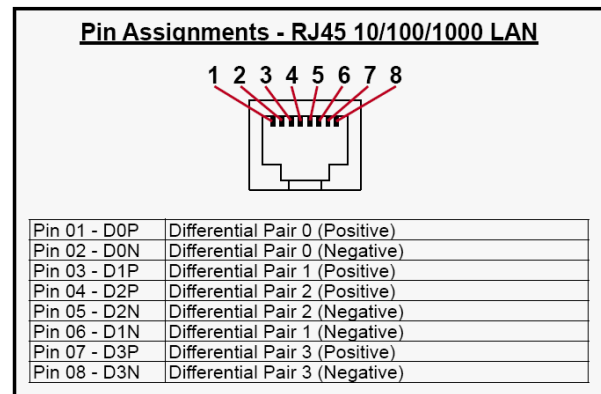 Pin Assignments - RJ45 10/100/1000 LAN
1 2 3 4 5 6 7 8
Pin 01 - D0P Differential Pair 0 (Positive)
Pin 02 - D0N Differential Pair 0 (Negative)
Pin 03 - D1P Differential Pair 1 (Positive)
Pin 04 - D2P Differential Pair 2 (Positive)
Pin 05 - D2N Differential Pair 2 (Negative)
Pin 06 - D1N Differential Pair 1 (Negative)
Pin 07 - D3P Differential Pair 3 (Positive)
Pin 08 - D3N Differential Pair 3 (Negative)